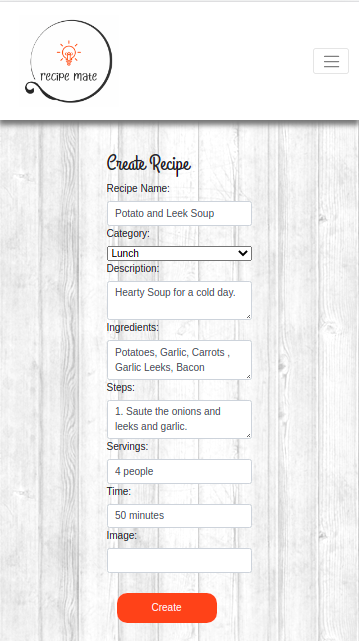 recipe mate
Create Recipe
Recipe Name:
Potato and Leek Soup
Category:
Lunch
Description:
Hearty Soup for a cold day.
Ingredients:
Potatoes, Garlic, Carrots ,
Garlic Leeks, Bacon
Steps:
1. Saute the onions and
leeks and garlic.
Servings:
4 people
Time:
50 minutes
Image:
Create